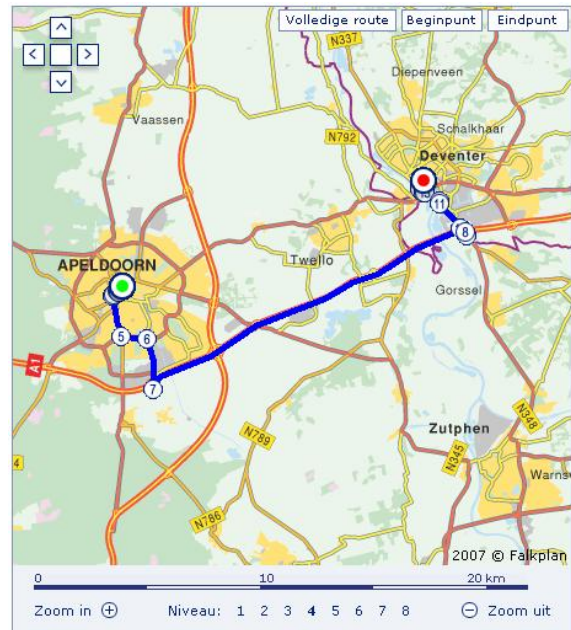 Volledige route Beginpunt Eindpunt
N337
Diepenveen
Schalkhaar
Vaassen
N792
Deventer
11
8
Twello
APELDOORN
Gorssel
5 6
A1
7
N348
Zutphen
N789
N345
4
Warns
N786
2007 © Falkplan
0 10 20 km
Zoom in Niveau: 1 2 3 4 5 6 7 8 Zoom uit